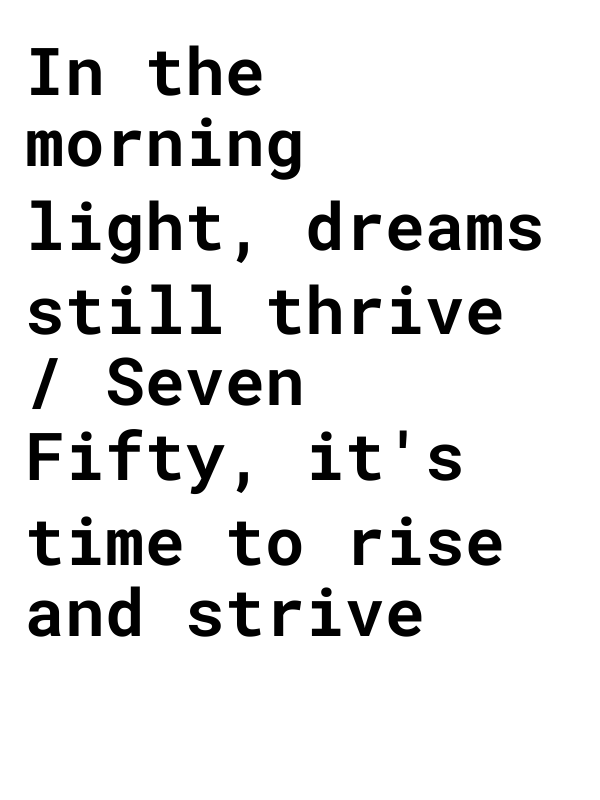 In the
morning
light, dreams
still thrive
/ Seven
Fifty, it's
time to rise
and strive